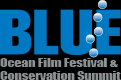 BLUE
Ocean Film Festival &
Conservation Summit